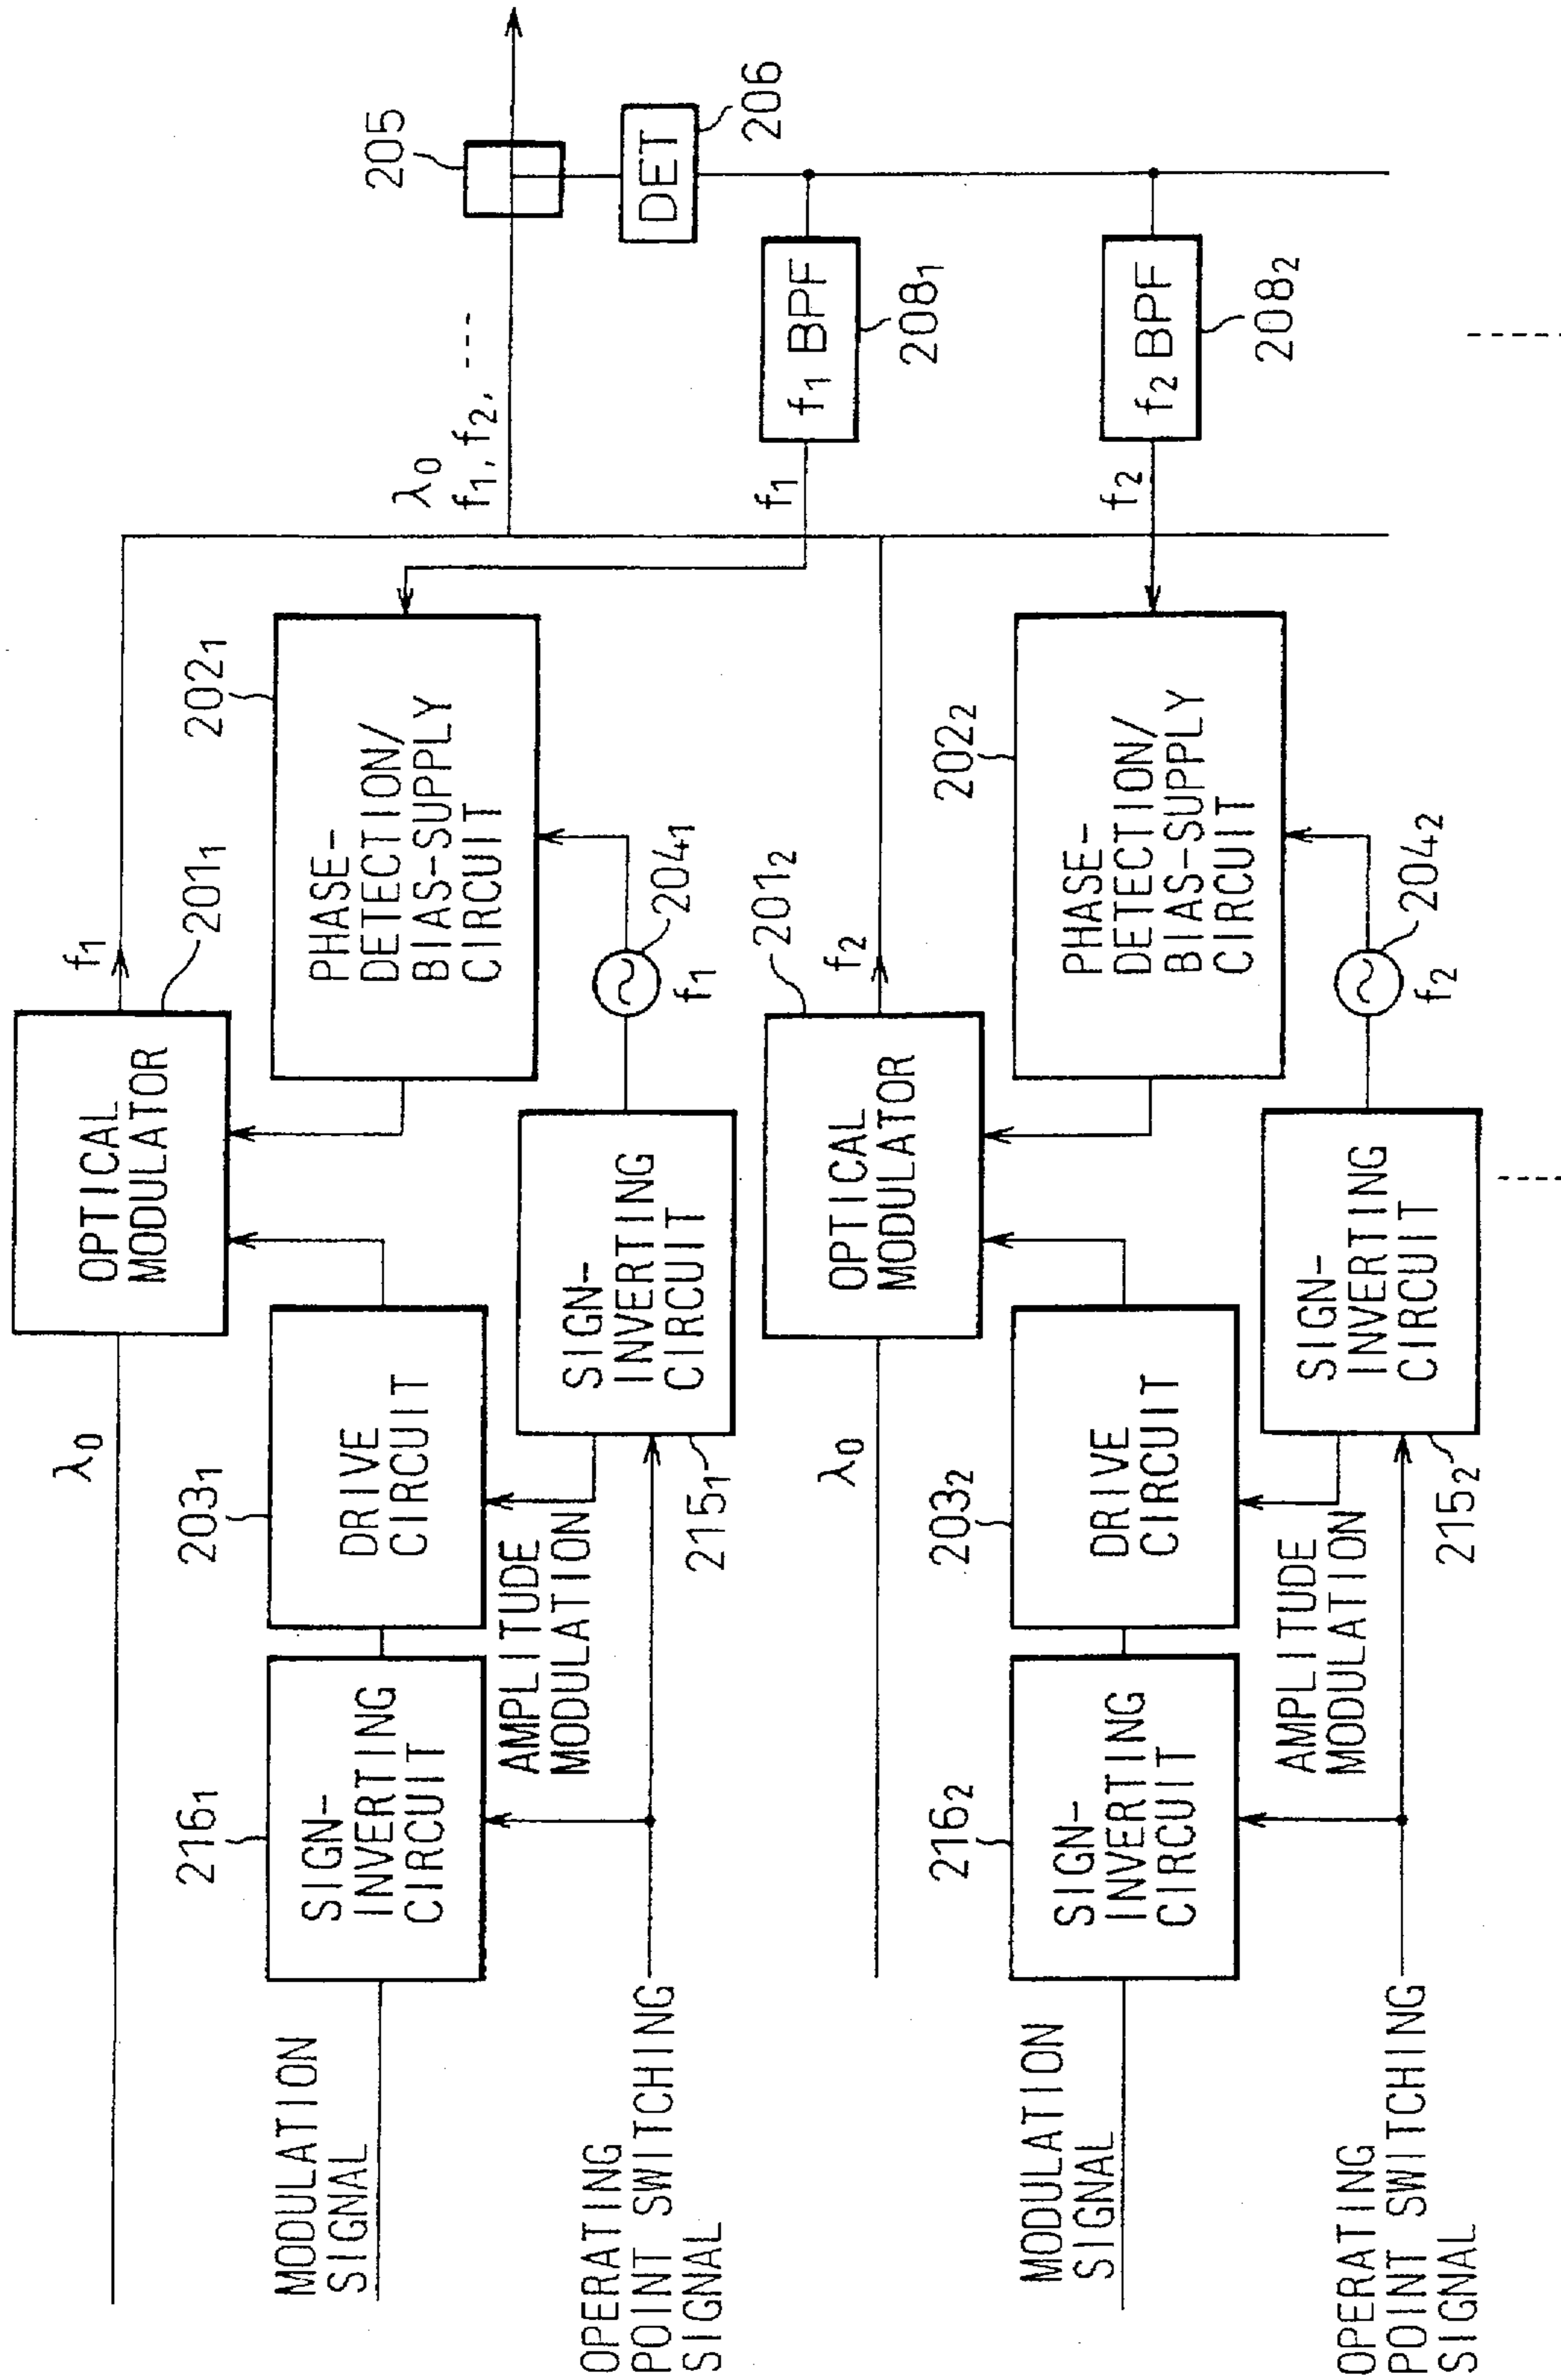 λ0
OPTICAL
MODULATOR
f1
2011
MODULATION
SIGNAL
2161
SIGN-
INVERTING
CIRCUIT
2031
DRIVE
CIRCUIT
2021
PHASE-
DETECTION/
BIAS-SUPPLY
CIRCUIT
λ0
f1, f2, ---
205
DET
206
AMPLITUDE
MODULATION
SIGN-
INVERTING
CIRCUIT
2151
2041
f1
f1
f1 BPF
2081
OPERATING
POINT SWITCHING
SIGNAL
λ0
OPTICAL
MODULATOR
2012
f2
MODULATION
SIGNAL
2162
SIGN-
INVERTING
CIRCUIT
2032
DRIVE
CIRCUIT
2022
PHASE-
DETECTION/
BIAS-SUPPLY
CIRCUIT
f2
f2 BPF
2082
AMPLITUDE
MODULATION
SIGN-
INVERTING
CIRCUIT
2152
2042
f2
OPERATING
POINT SWITCHING
SIGNAL